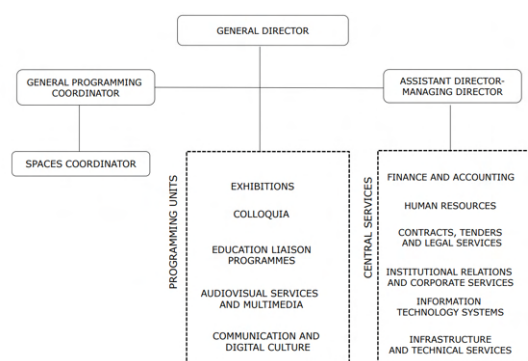 GENERAL DIRECTOR
GENERAL PROGRAMMING
COORDINATOR
ASSISTANT DIRECTOR-
MANAGING DIRECTOR
SPACES COORDINATOR
PROGRAMMING UNITS
EXHIBITIONS
COLLOQUIA
EDUCATION LIAISON
PROGRAMMES
AUDIOVISUAL SERVICES
AND MULTIMEDIA
COMMUNICATION AND
DIGITAL CULTURE
CENTRAL SERVICES
FINANCE AND ACCOUNTING
HUMAN RESOURCES
CONTRACTS, TENDERS
AND LEGAL SERVICES
INSTITUTIONAL RELATIONS
AND CORPORATE SERVICES
INFORMATION
TECHNOLOGY SYSTEMS
INFRASTRUCTURE
AND TECHNICAL SERVICES